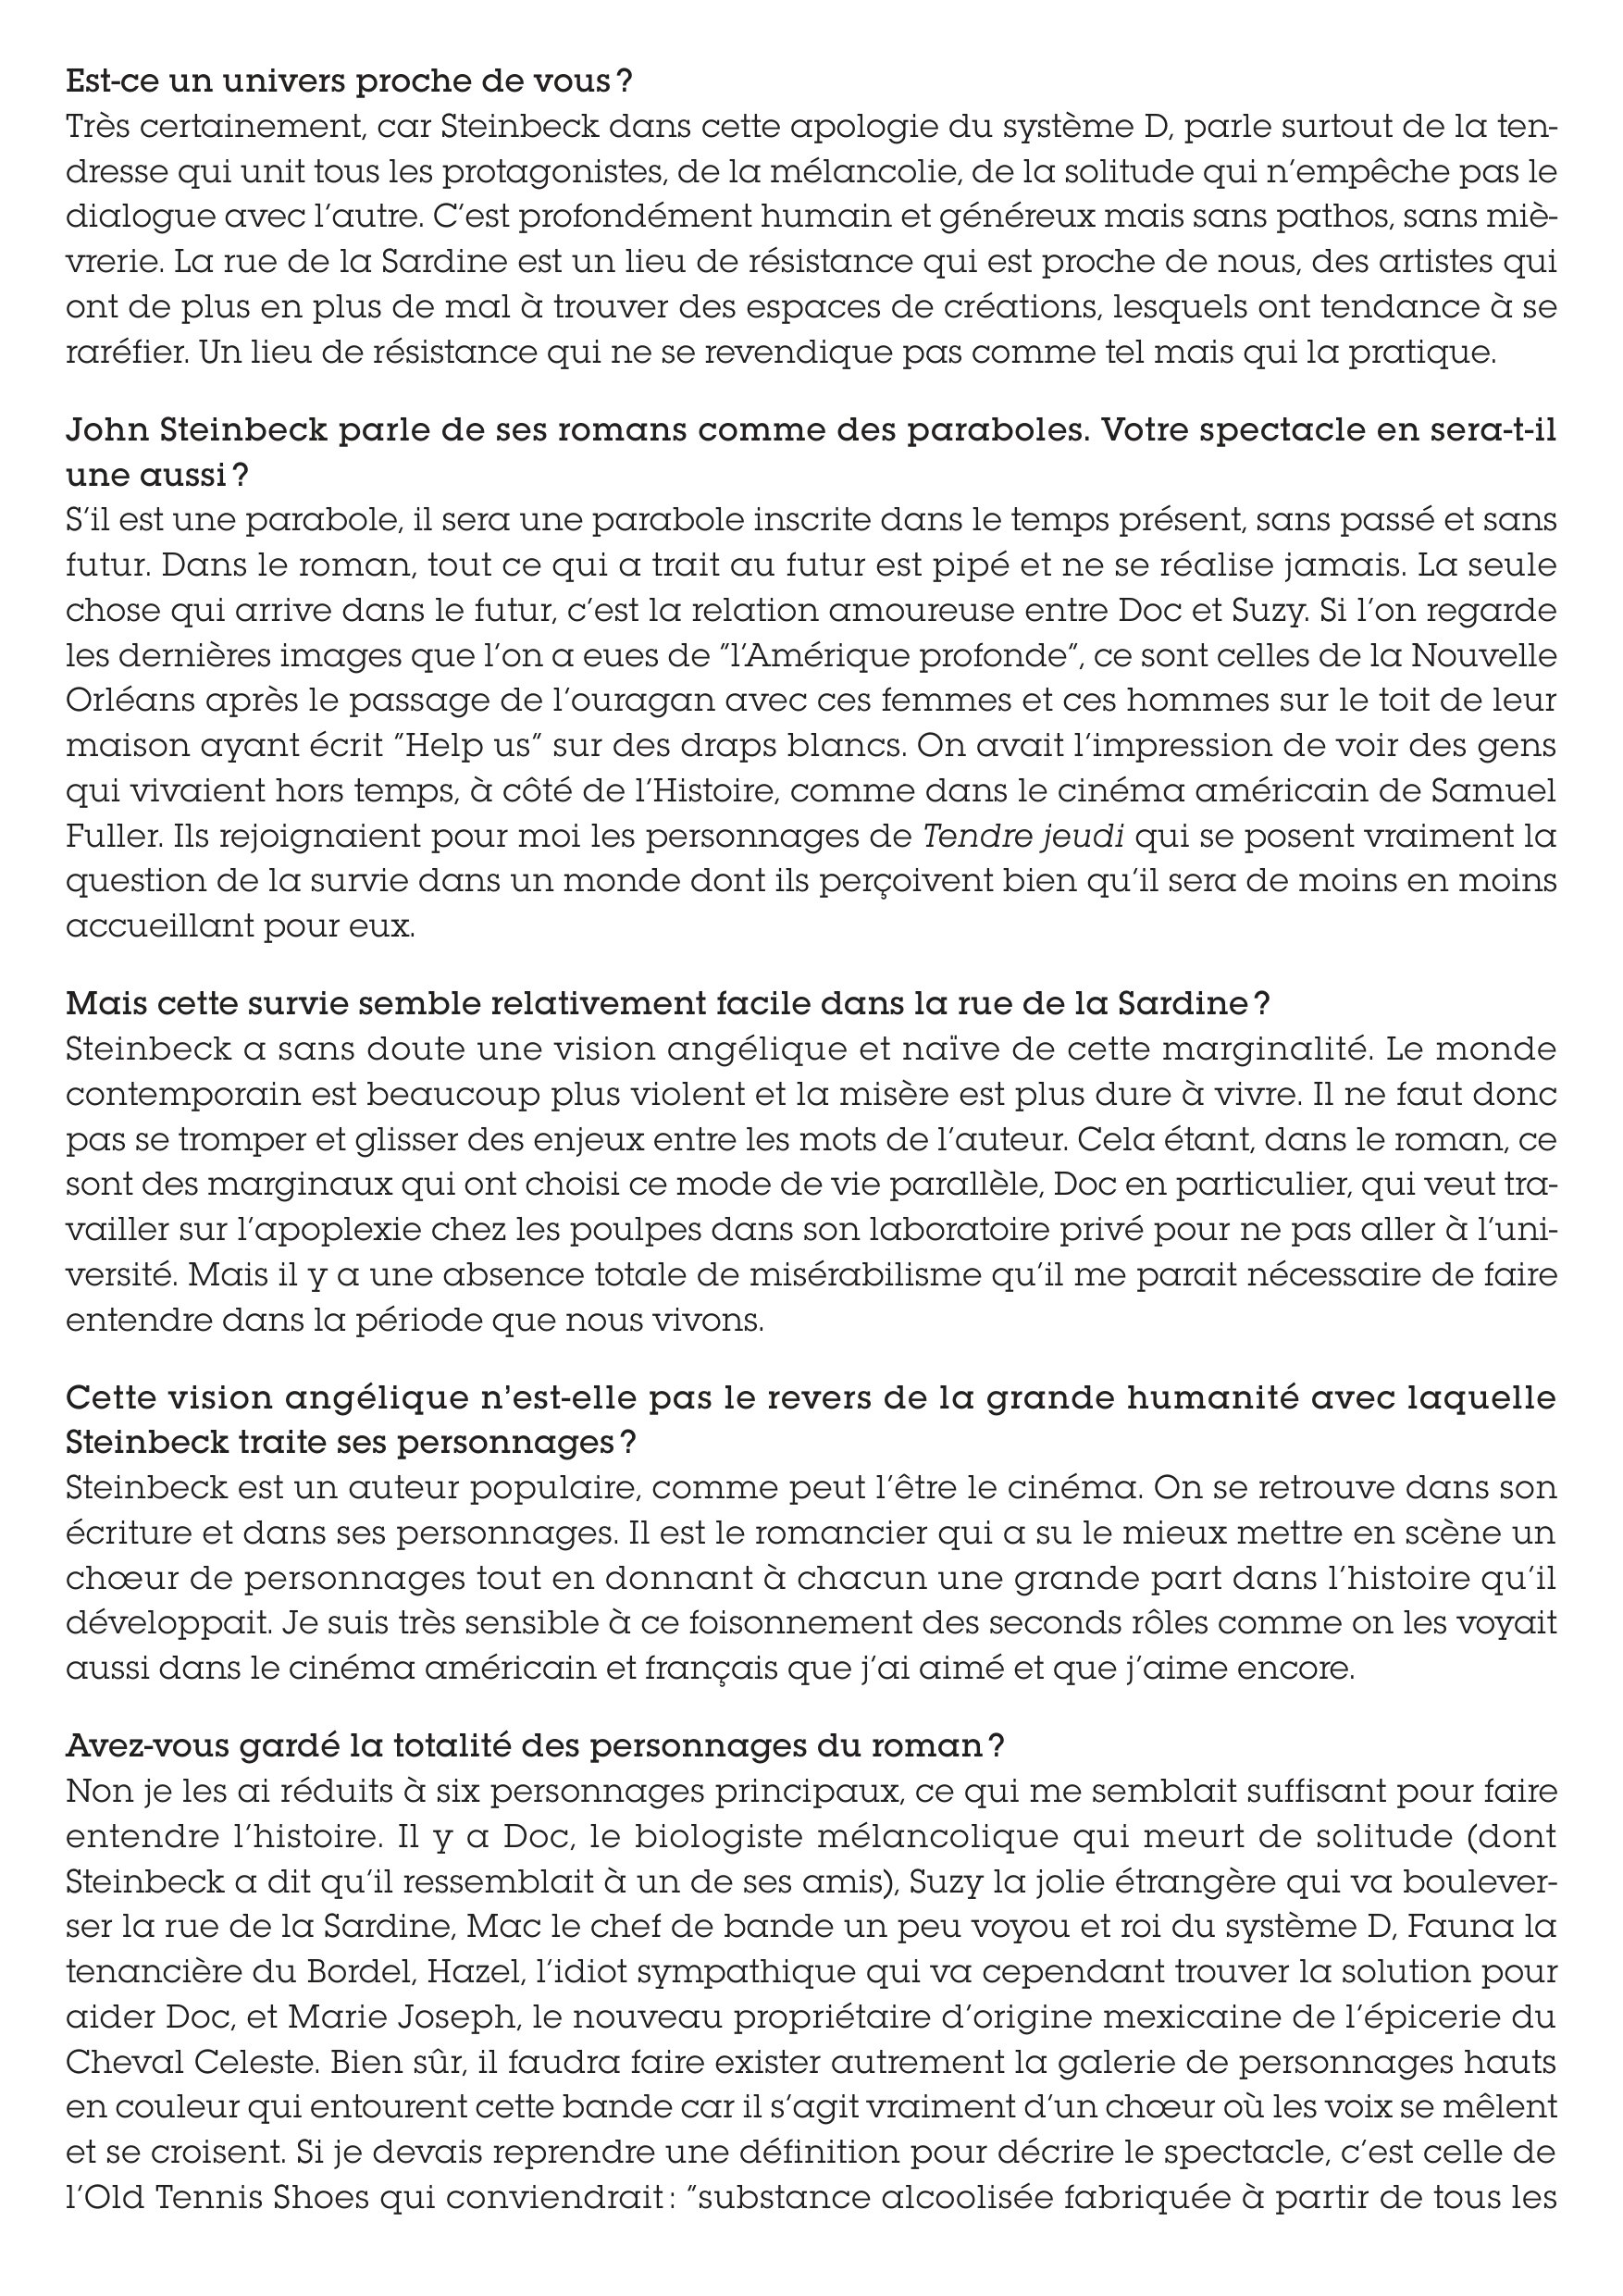 Est-ce un univers proche de vous ?
Très certainement, car Steinbeck dans cette apologie du système D, parle surtout de la ten-
dresse qui unit tous les protagonistes, de la mélancolie, de la solitude qui n’empêche pas le
dialogue avec l’autre. C’est profondément humain et généreux mais sans pathos, sans miè-
vrerie. La rue de la Sardine est un lieu de résistance qui est proche de nous, des artistes qui
ont de plus en plus de mal à trouver des espaces de créations, lesquels ont tendance à se
raréfier. Un lieu de résistance qui ne se revendique pas comme tel mais qui la pratique.
John Steinbeck parle de ses romans comme des paraboles. Votre spectacle en sera-t-il
une aussi ?
S’il est une parabole, il sera une parabole inscrite dans le temps présent, sans passé et sans
futur. Dans le roman, tout ce qui a trait au futur est pipé et ne se réalise jamais. La seule
chose qui arrive dans le futur, c’est la relation amoureuse entre Doc et Suzy. Si l’on regarde
les dernières images que l’on a eues de "l’Amérique profonde", ce sont celles de la Nouvelle
Orléans après le passage de l’ouragan avec ces femmes et ces hommes sur le toit de leur
maison ayant écrit "Help us" sur des draps blancs. On avait l’impression de voir des gens
qui vivaient hors temps, à côté de l’Histoire, comme dans le cinéma américain de Samuel
Fuller. Ils rejoignaient pour moi les personnages de Tendre jeudi qui se posent vraiment la
question de la survie dans un monde dont ils perçoivent bien qu’il sera de moins en moins
accueillant pour eux.
Mais cette survie semble relativement facile dans la rue de la Sardine ?
Steinbeck a sans doute une vision angélique et naïve de cette marginalité. Le monde
contemporain est beaucoup plus violent et la misère est plus dure à vivre. Il ne faut donc
pas se tromper et glisser des enjeux entre les mots de l’auteur. Cela étant, dans le roman, ce
sont des marginaux qui ont choisi ce mode de vie parallèle, Doc en particulier, qui veut tra-
vailler sur l’apoplexie chez les poulpes dans son laboratoire privé pour ne pas aller à l’uni-
versité. Mais il y a une absence totale de misérabilisme qu’il me parait nécessaire de faire
entendre dans la période que nous vivons.
Cette vision angélique n’est-elle pas le revers de la grande humanité avec laquelle
Steinbeck traite ses personnages ?
Steinbeck est un auteur populaire, comme peut l’être le cinéma. On se retrouve dans son
écriture et dans ses personnages. Il est le romancier qui a su le mieux mettre en scène un
chœur de personnages tout en donnant à chacun une grande part dans l’histoire qu’il
développait. Je suis très sensible à ce foisonnement des seconds rôles comme on les voyait
aussi dans le cinéma américain et français que j’ai aimé et que j’aime encore.
Avez-vous gardé la totalité des personnages du roman ?
Non je les ai réduits à six personnages principaux, ce qui me semblait suffisant pour faire
entendre l’histoire. Il y a Doc, le biologiste mélancolique qui meurt de solitude (dont
Steinbeck a dit qu’il ressemblait à un de ses amis), Suzy la jolie étrangère qui va boulever-
ser la rue de la Sardine, Mac le chef de bande un peu voyou et roi du système D, Fauna la
tenancière du Bordel, Hazel, l’idiot sympathique qui va cependant trouver la solution pour
aider Doc, et Marie Joseph, le nouveau propriétaire d’origine mexicaine de l’épicerie du
Cheval Celeste. Bien sûr, il faudra faire exister autrement la galerie de personnages hauts
en couleur qui entourent cette bande car il s’agit vraiment d’un chœur où les voix se mêlent
et se croisent. Si je devais reprendre une définition pour décrire le spectacle, c’est celle de
l’Old Tennis Shoes qui conviendrait : "substance alcoolisée fabriquée à partir de tous les